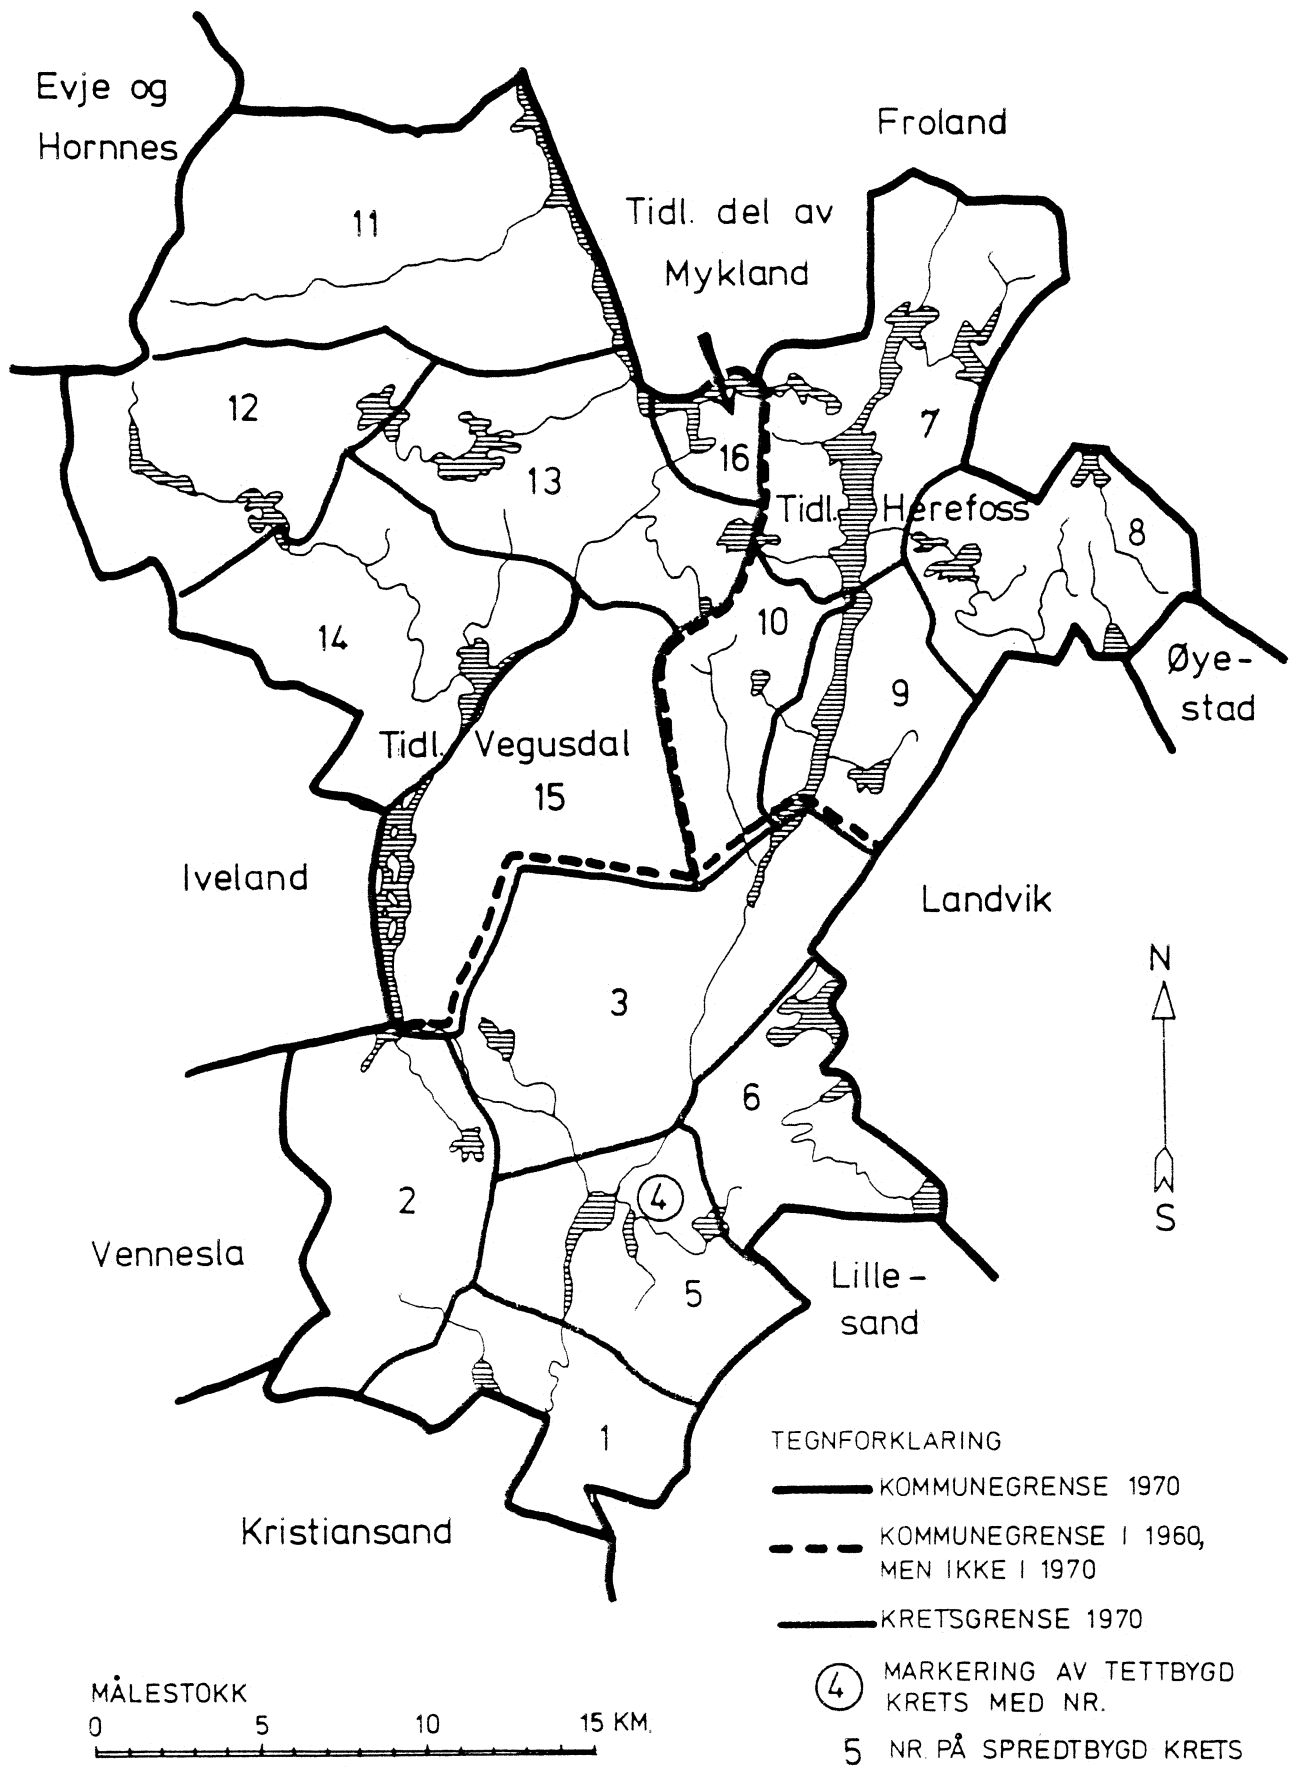 Evje og
Hornnes
Froland
Tidl. del av
Mykland
11
12
13
16
7
Tidl. Herefoss
8
14
10
9
Øye-
stad
Tidl. Vegusdal
15
Iveland
Landvik
N
3
6
S
2
4
Vennesla
5
Lille-
sand
1
Kristiansand
TEGNFORKLARING
KOMMUNEGRENSE 1970
KOMMUNEGRENSE I 1960,
MEN IKKE I 1970
KRETSGRENSE 1970
4 MARKERING AV TETTBYGD
KRETS MED NR.
5 NR. PÅ SPREDTBYGD KRETS
MÅLESTOKK
0 5 10 15 KM.